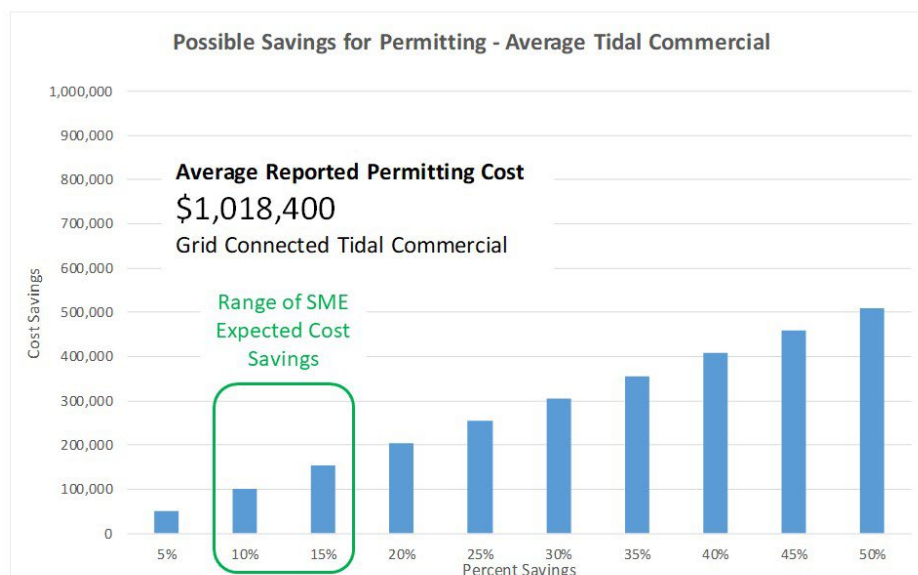 Possible Savings for Permitting - Average Tidal Commercial
1,000,000
900,000
800,000
700,000
600,000
500,000
400,000
300,000
200,000
100,000
0
Cost Savings
Average Reported Permitting Cost
$1,018,400
Grid Connected Tidal Commercial
Range of SME
Expected Cost
Savings
5% 10% 15% 20% 25% 30% 35% 40% 45% 50%
Percent Savings